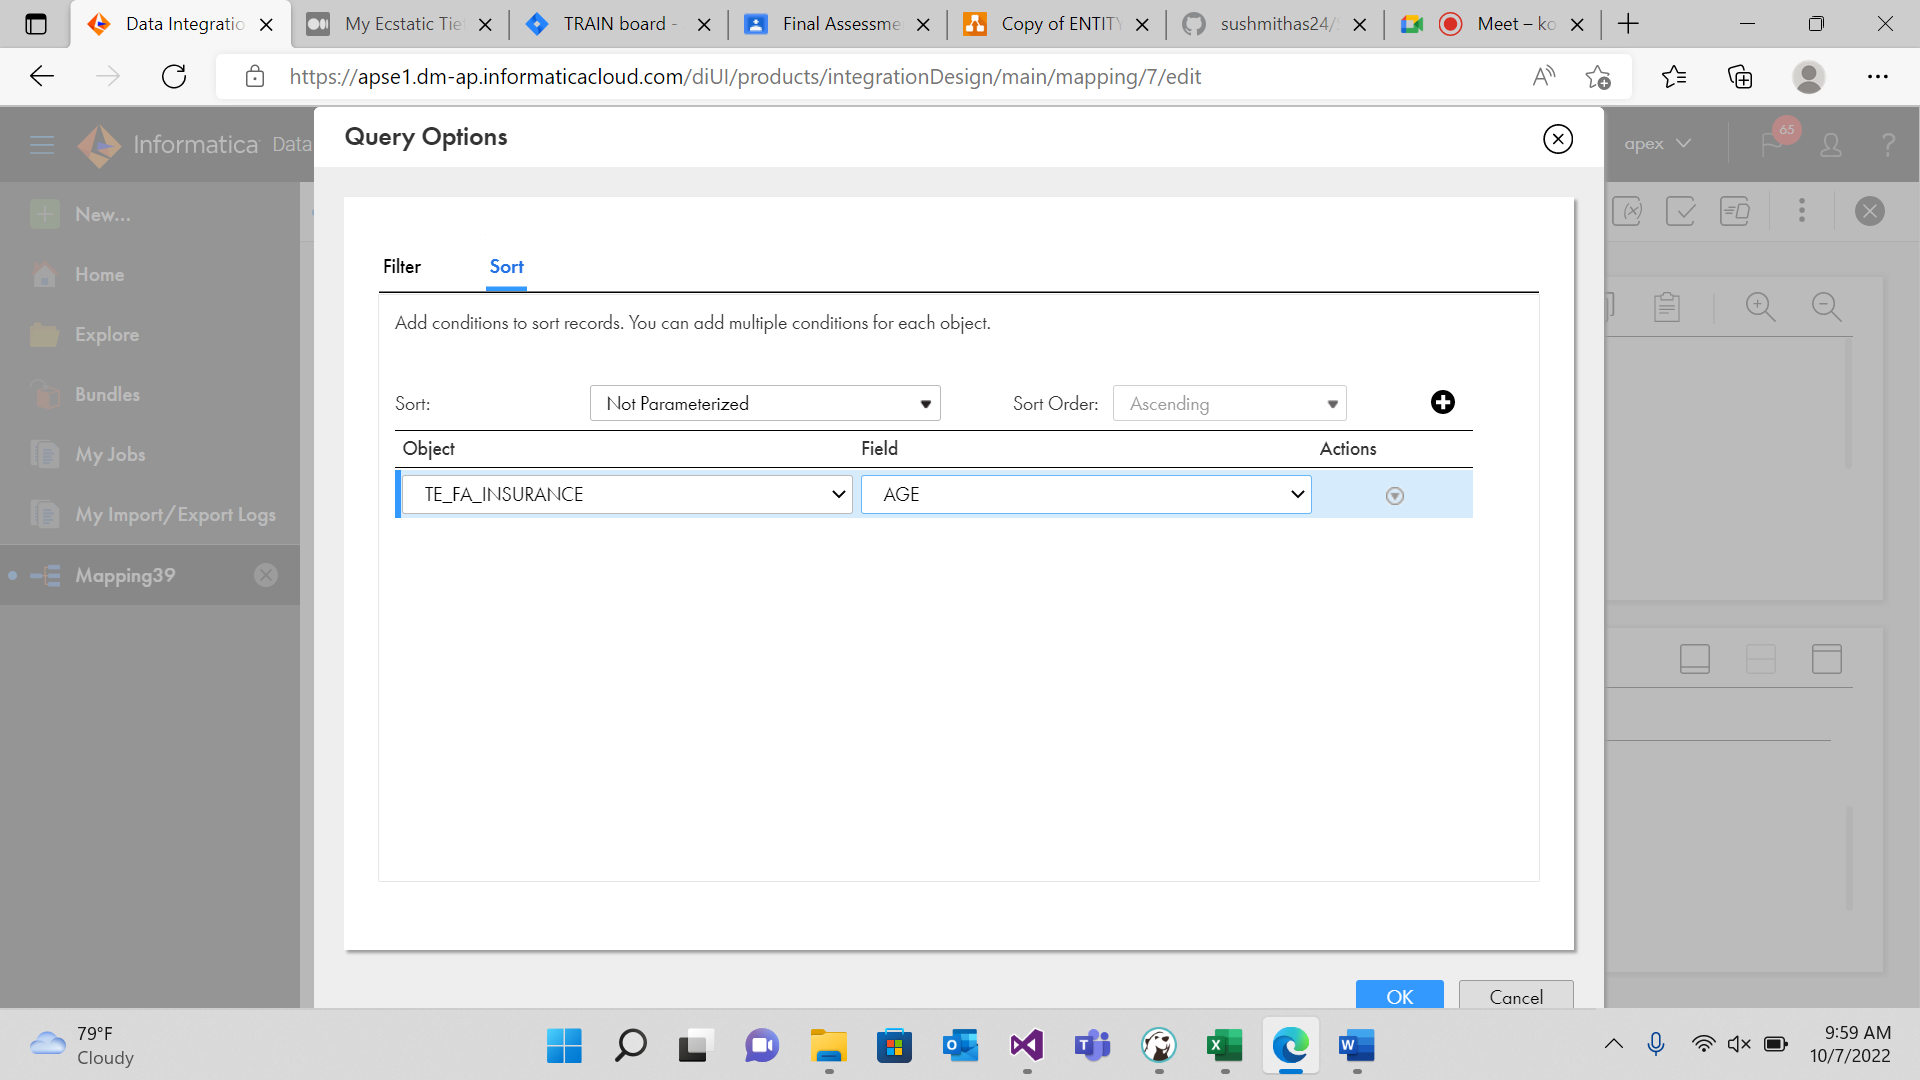 Data Integratio
My Ecstatic Tie
TRAIN board -
Final Assessme
Copy of ENTITY
sushmithas24/
Meet – ko
https://apse1.dm-ap.informaticacloud.com/diUI/products/integrationDesign/main/mapping/7/edit
Informatica Data
Query Options
apex
65
?
New...
Home
Explore
Bundles
My Jobs
My Import/Export Logs
Mapping39
Filter
Sort
Add conditions to sort records. You can add multiple conditions for each object.
Sort:
Not Parameterized
Sort Order:
Ascending
Object
Field
Actions
TE_FA_INSURANCE
AGE
OK
Cancel
79°F
Cloudy
9:59 AM
10/7/2022